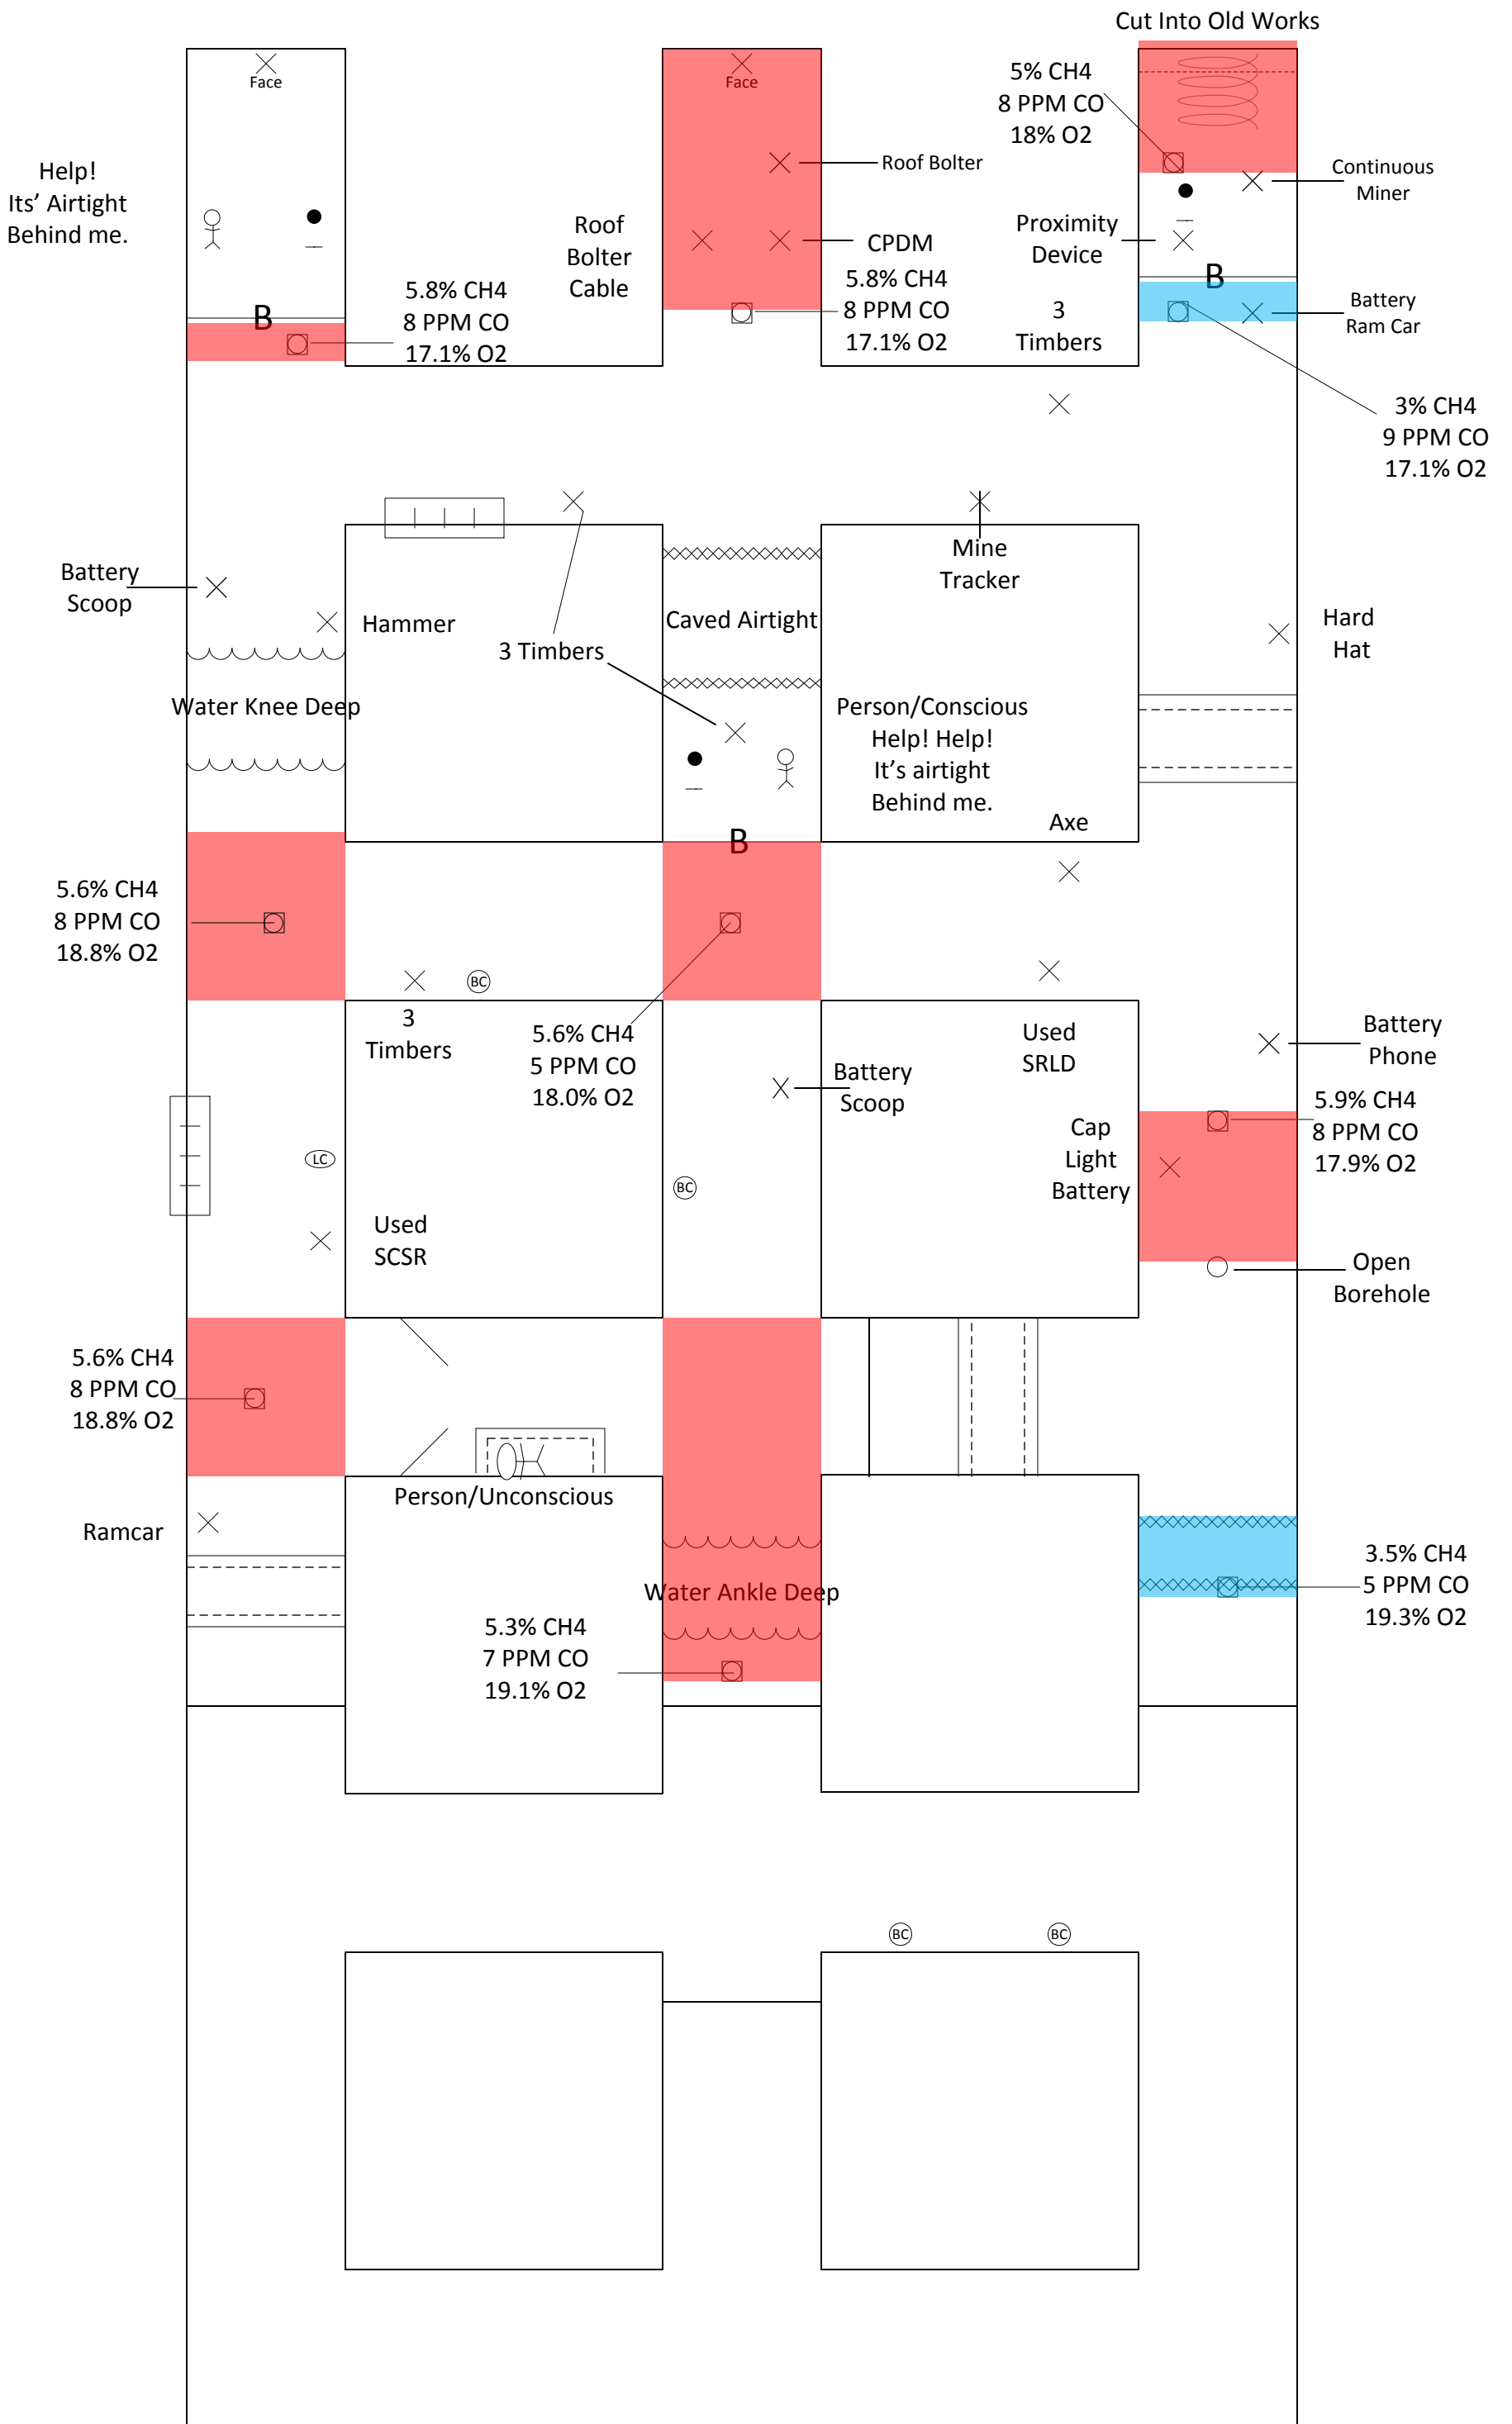 Cut Into Old Works
Face
Face
5% CH4
8 PPM CO
18% O2
Help!
Its’ Airtight
Behind me.
Roof Bolter
Continuous
Miner
Roof
Bolter
Cable
CPDM
Proximity
Device
B
5.8% CH4
8 PPM CO
17.1% O2
5.8% CH4
8 PPM CO
17.1% O2
3
Timbers
B
Battery
Ram Car
3% CH4
9 PPM CO
17.1% O2
Battery
Scoop
Hammer
3 Timbers
Caved Airtight
Mine
Tracker
Hard
Hat
Water Knee Deep
Person/Conscious
Help! Help!
It’s airtight
Behind me.
B
Axe
5.6% CH4
8 PPM CO
18.8% O2
BC
3
Timbers
5.6% CH4
5 PPM CO
18.0% O2
Used
SRLD
Battery
Phone
Battery
Scoop
5.9% CH4
8 PPM CO
17.9% O2
Cap
Light
Battery
LC
BC
Used
SCSR
Open
Borehole
5.6% CH4
8 PPM CO
18.8% O2
Person/Unconscious
Ramcar
Water Ankle Deep
3.5% CH4
5 PPM CO
19.3% O2
5.3% CH4
7 PPM CO
19.1% O2
BC
BC